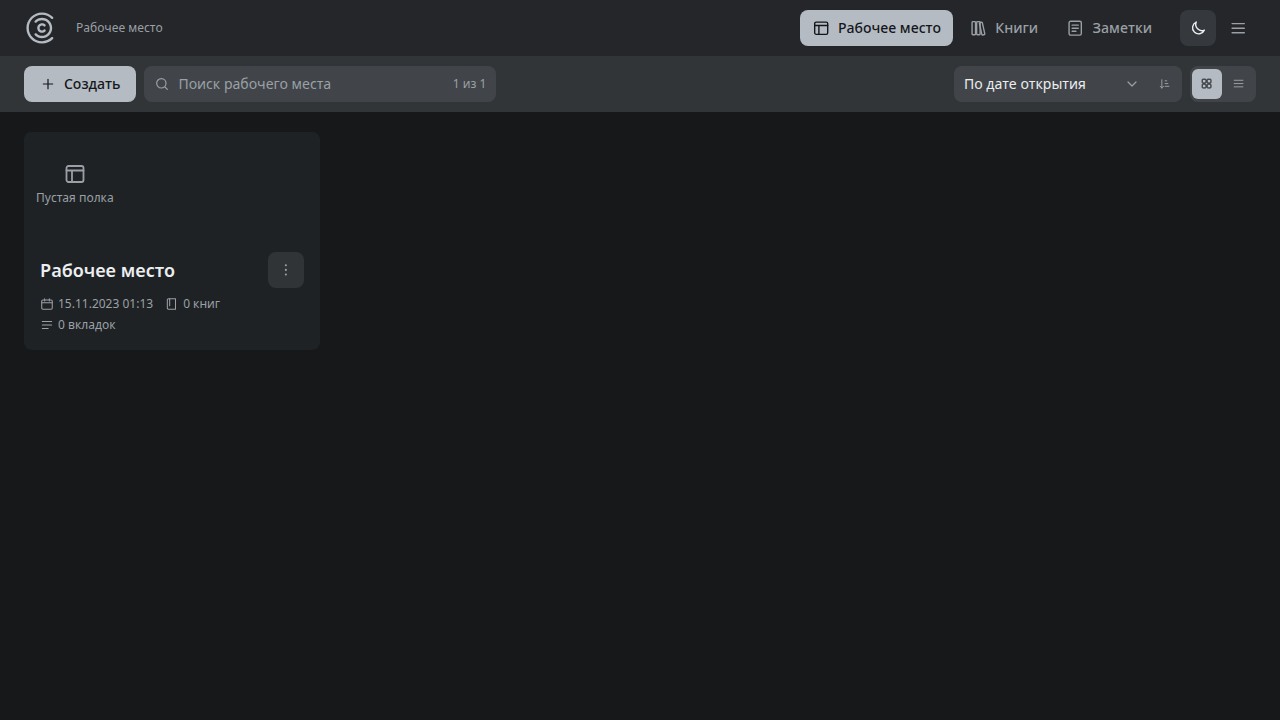 Рабочее место
Рабочее место
Книги
Заметки
Создать
Поиск рабочего места
1 из 1
По дате открытия
Пустая полка
Рабочее место
15.11.2023 01:13
0 книг
0 вкладок